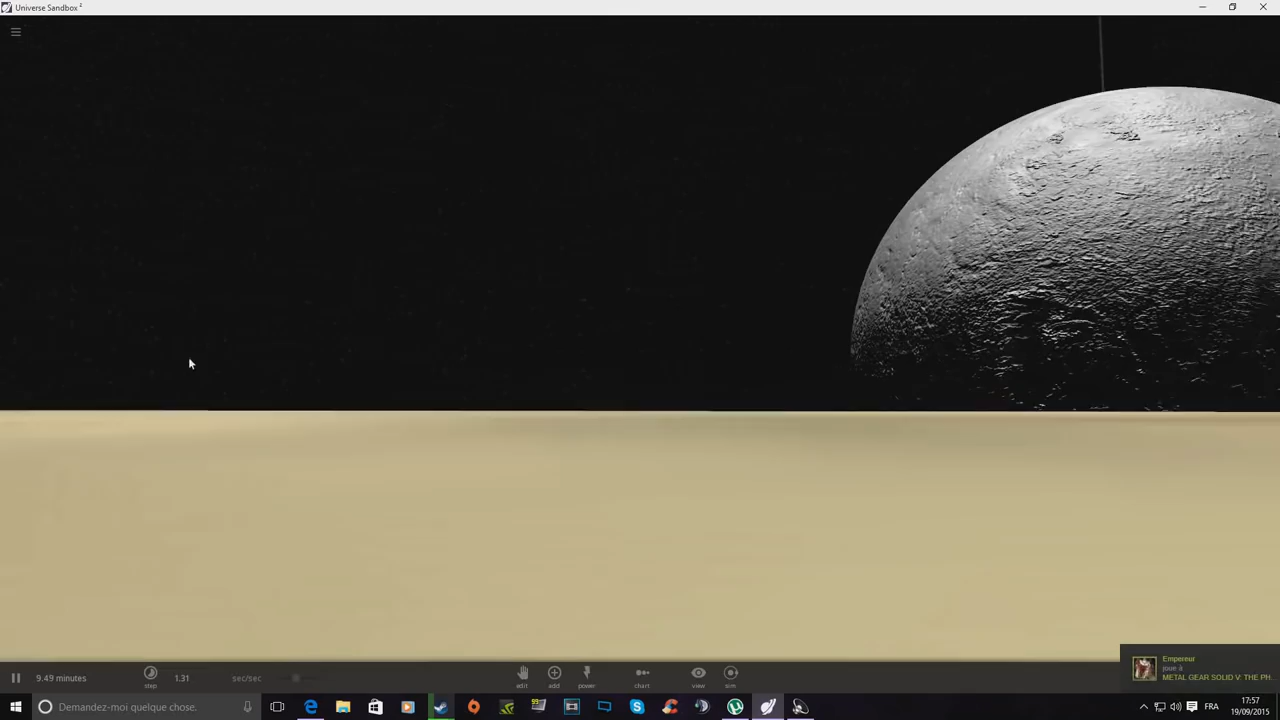 Universe Sandbox ²
9.49 minutes
step
1.31
sec/sec
edit
add
power
chart
view
sim
Empereur
joue à
METAL GEAR SOLID V: THE PH...
Demandez-moi quelque chose.
99
FRA
17:57
19/09/2015